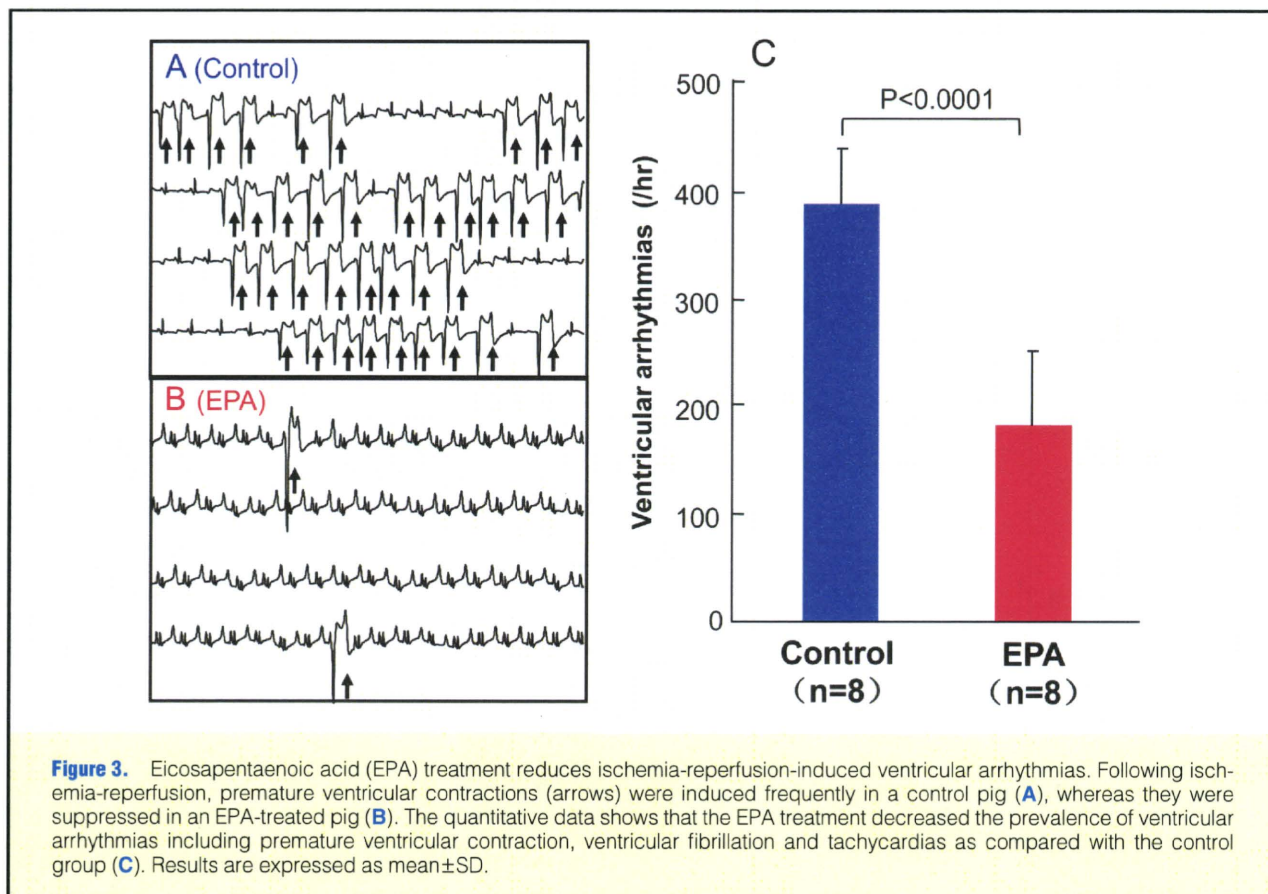 A (Control)
B (EPA)
C
P<0.0001
Ventricular arrhythmias (/hr)
500
400
300
200
100
0
Control
(n=8)
EPA
(n=8)
Figure 3. Eicosapentaenoic acid (EPA) treatment reduces ischemia-reperfusion-induced ventricular arrhythmias. Following isch-
emia-reperfusion, premature ventricular contractions (arrows) were induced frequently in a control pig (A), whereas they were
suppressed in an EPA-treated pig (B). The quantitative data shows that the EPA treatment decreased the prevalence of ventricular
arrhythmias including premature ventricular contraction, ventricular fibrillation and tachycardias as compared with the control
group (C). Results are expressed as mean±SD.